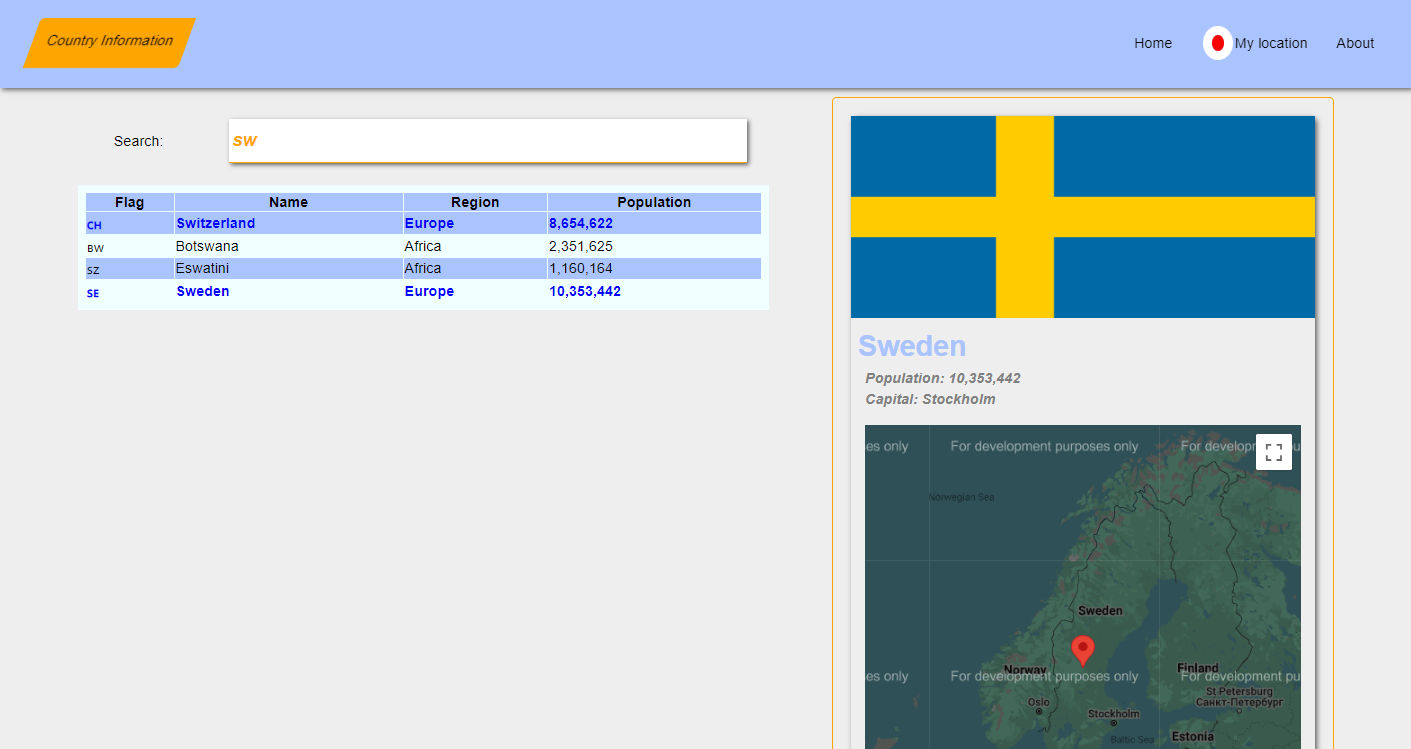 Country Information
Home My location About
Search: sw
Flag Name Region Population
CH Switzerland Europe 8,654,622
BW Botswana Africa 2,351,625
SZ Eswatini Africa 1,160,164
SE Sweden Europe 10,353,442
Sweden
Population: 10,353,442
Capital: Stockholm
es only For development purposes only For develop u
Norwegian Sea
Sweden
Norway
Finland
es only For development purposes only For development pu
St Petersburg
Санкт-Петербург
Oslo
Stockholm
Baltic Sea
Estonia